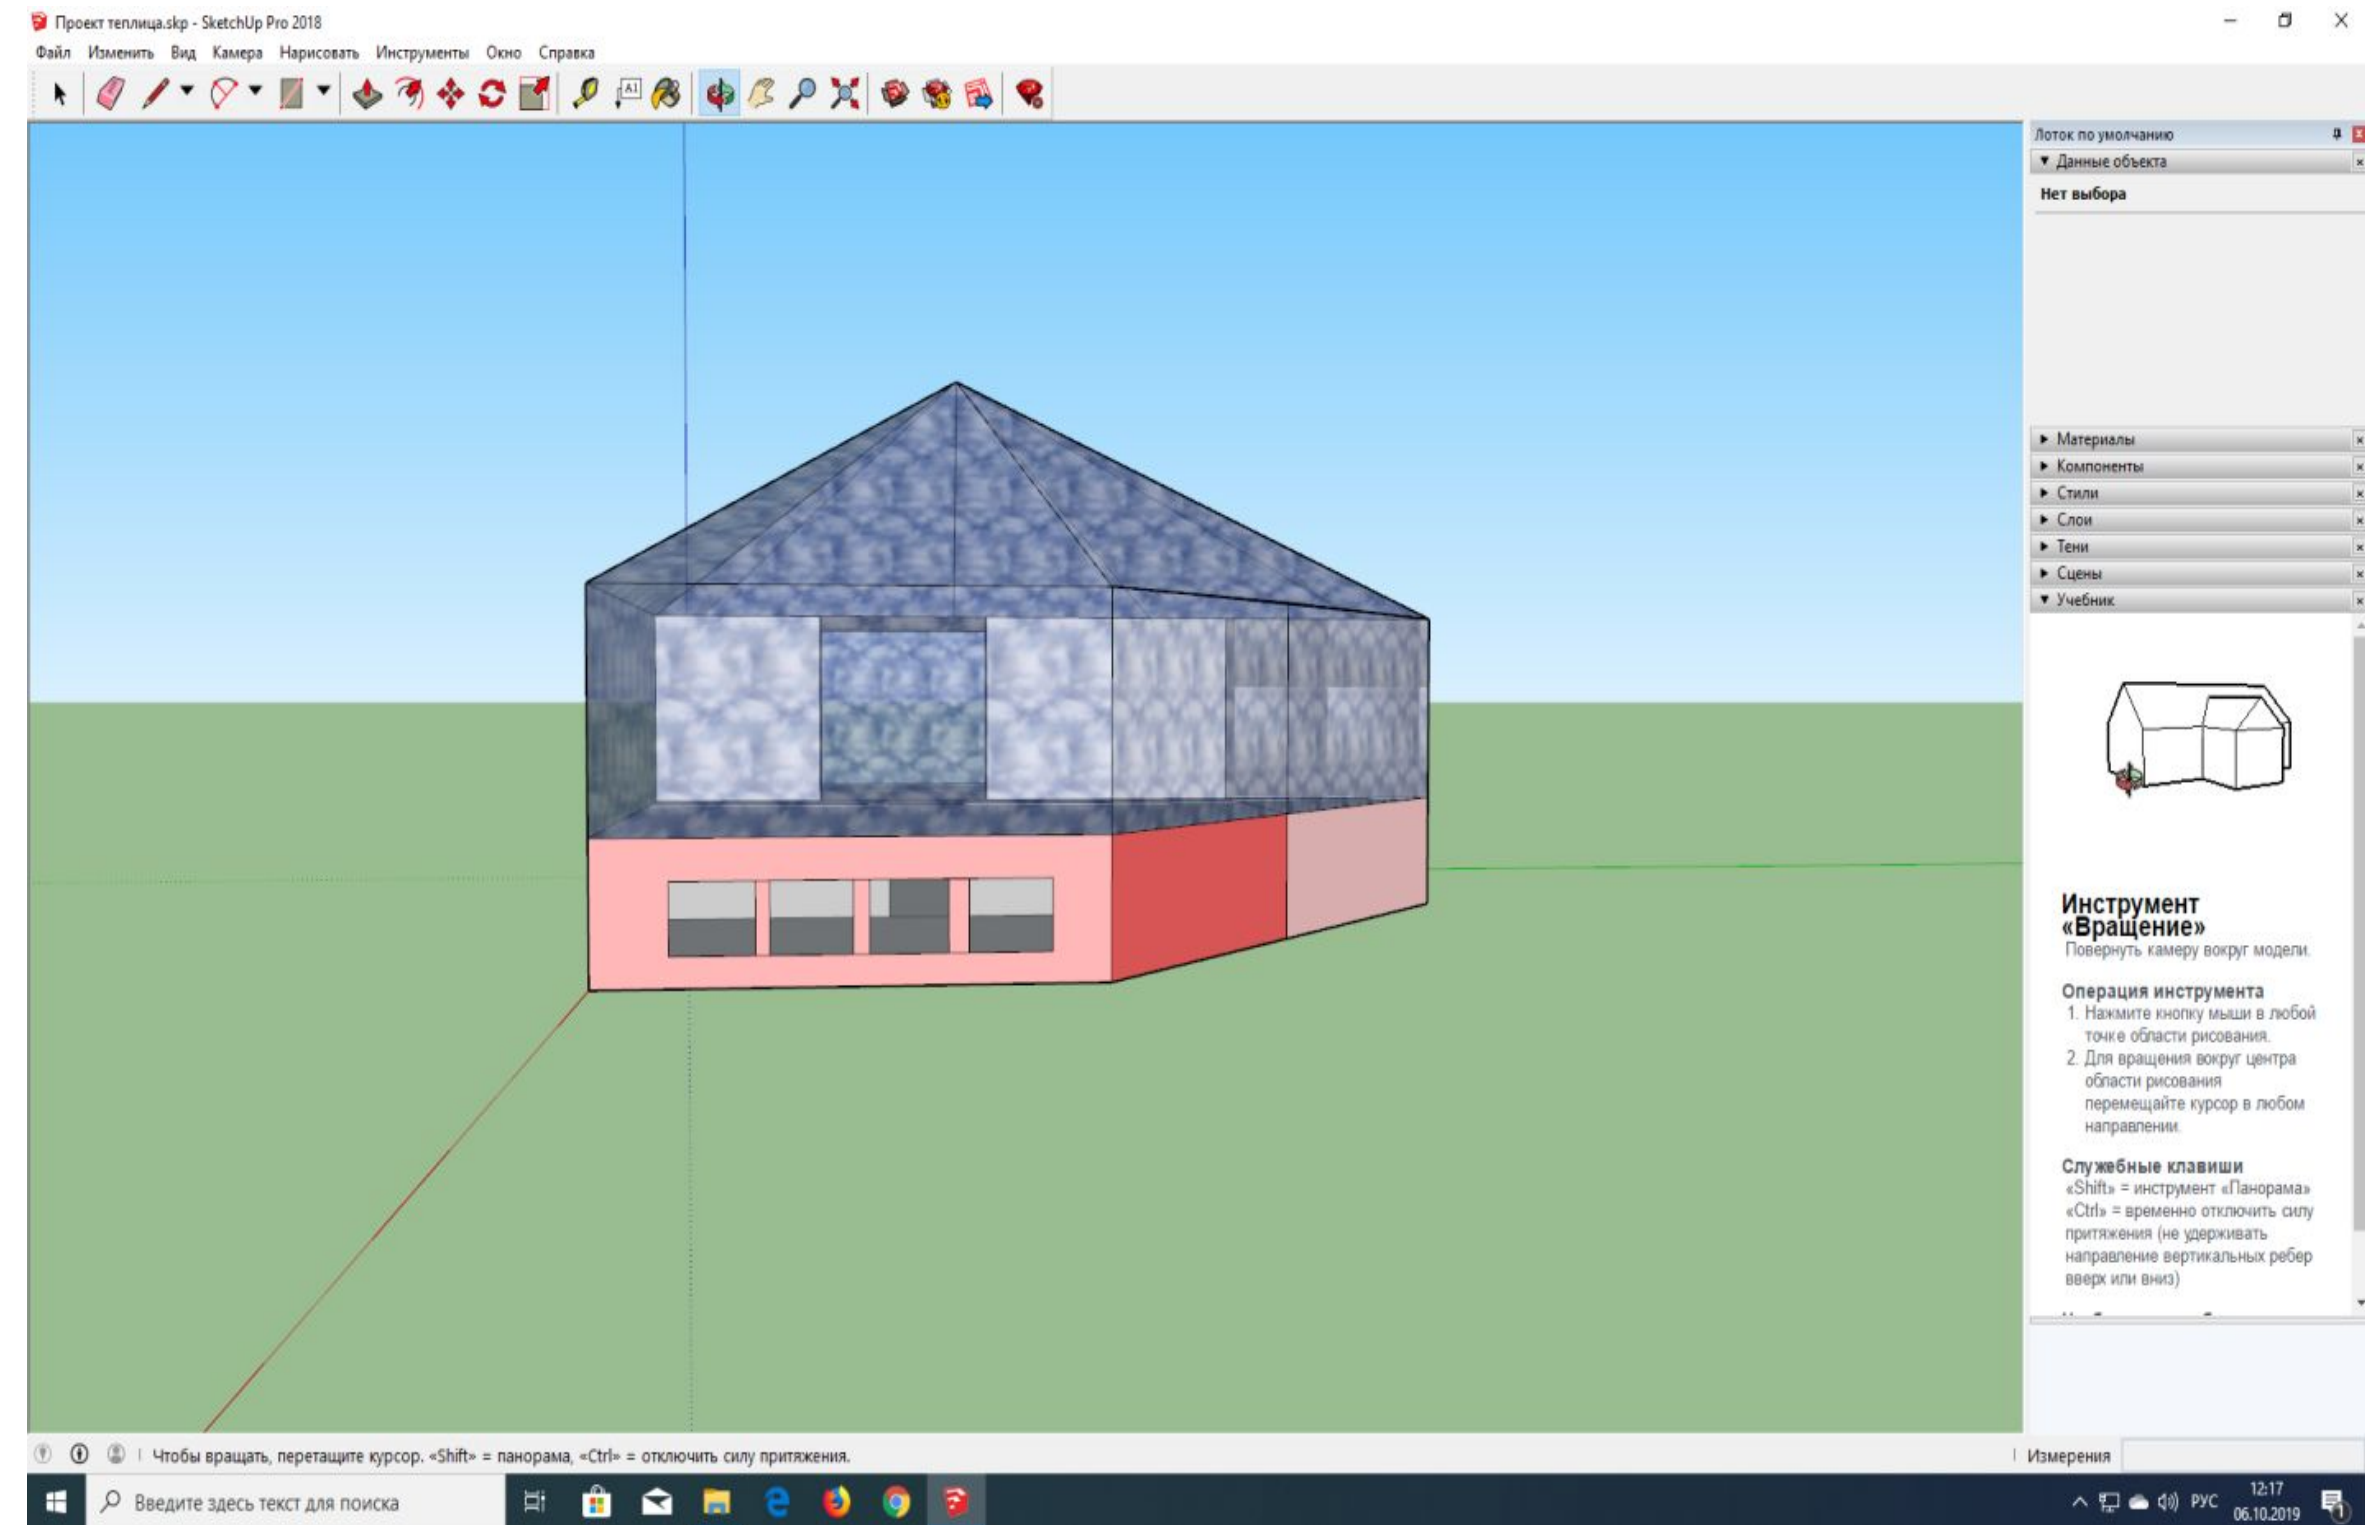 Проект теплица.skp - SketchUp Pro 2018
Файл Изменить Вид Камера Нарисовать Инструменты Окно Справка
A1
Лоток по умолчанию
Данные объекта
Нет выбора
Материалы
Компоненты
Стили
Слои
Тени
Сцены
Учебник
Инструмент
«Вращение»
Повернуть камеру вокруг модели.
Операция инструмента
1. Нажмите кнопку мыши в любой
точке области рисования.
2. Для вращения вокруг центра
области рисования
перемещайте курсор в любом
направлении.
Служебные клавиши
«Shift» = инструмент «Панорама»
«Ctrl» = временно отключить силу
притяжения (не удерживать
направление вертикальных ребер
вверх или вниз)
Чтобы вращать, перетащите курсор. «Shift» = панорама, «Ctrl» = отключить силу притяжения.
Измерения
Введите здесь текст для поиска
РУС
12:17
06.10.2019
1